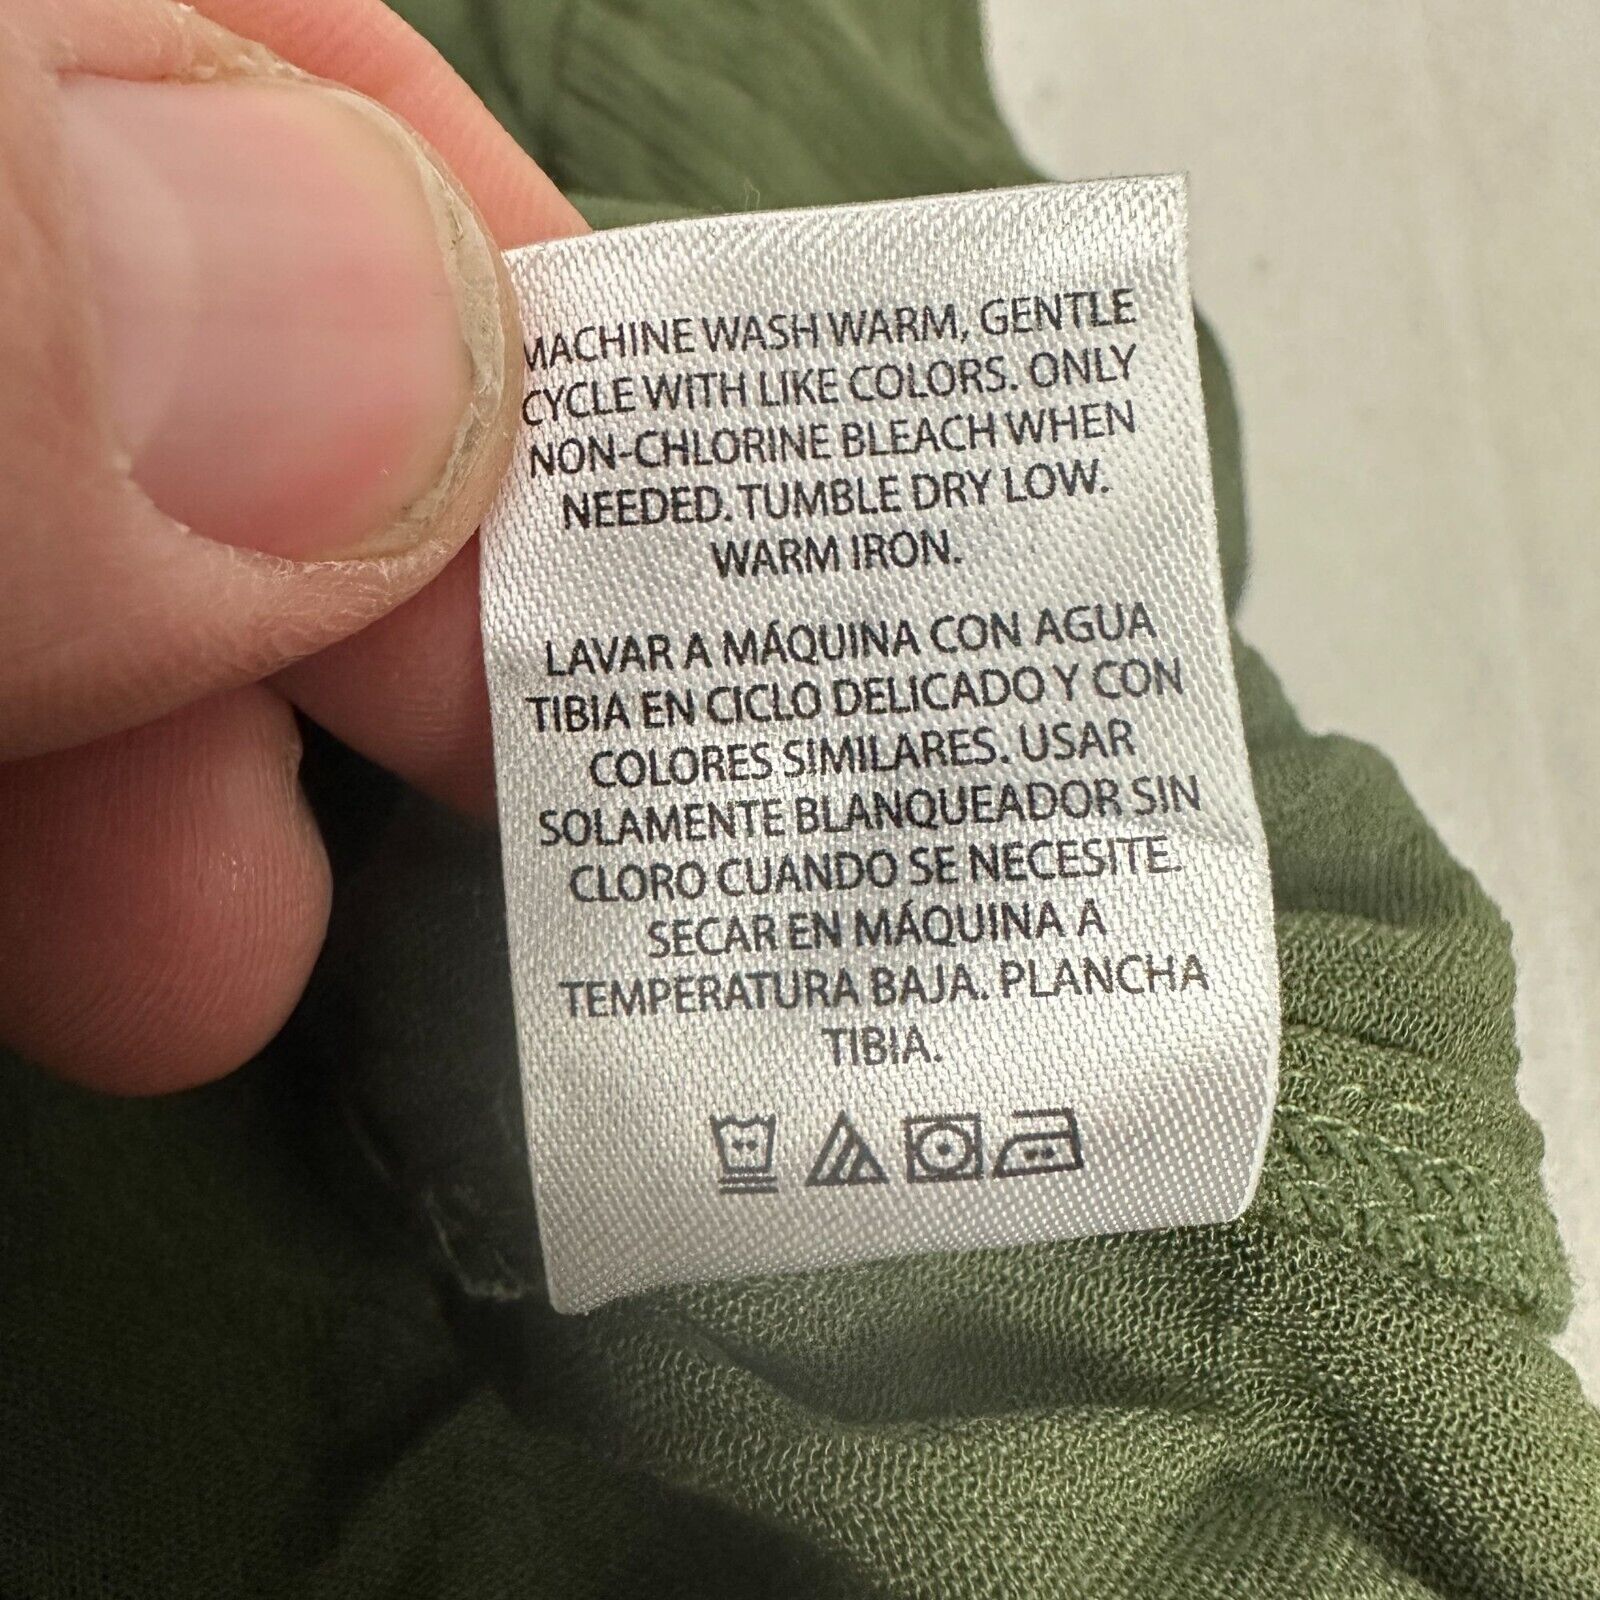 MACHINE WASH WARM, GENTLE
CYCLE WITH LIKE COLORS. ONLY
NON-CHLORINE BLEACH WHEN
NEEDED. TUMBLE DRY LOW.
WARM IRON.
LAVAR A MÁQUINA CON AGUA
TIBIA EN CICLO DELICADO Y CON
COLORES SIMILARES. USAR
SOLAMENTE BLANQUEADOR SIN
CLORO CUANDO SE NECESITE.
SECAR EN MÁQUINA A
TEMPERATURA BAJA. PLANCHA
TIBIA.